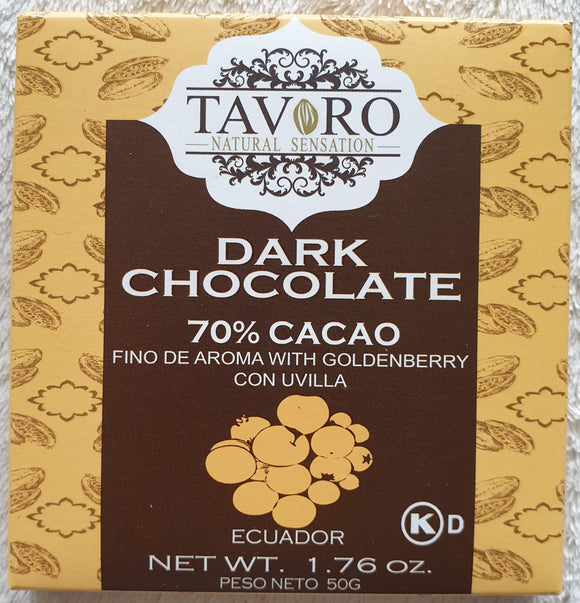 TAVORO
NATURAL SENSATION
DARK
CHOCOLATE
70% CACAO
FINO DE AROMA WITH GOLDENBERRY
CON UVILLA
ECUADOR
K D
NET WT. 1.76 OZ.
PESO NETO 50G